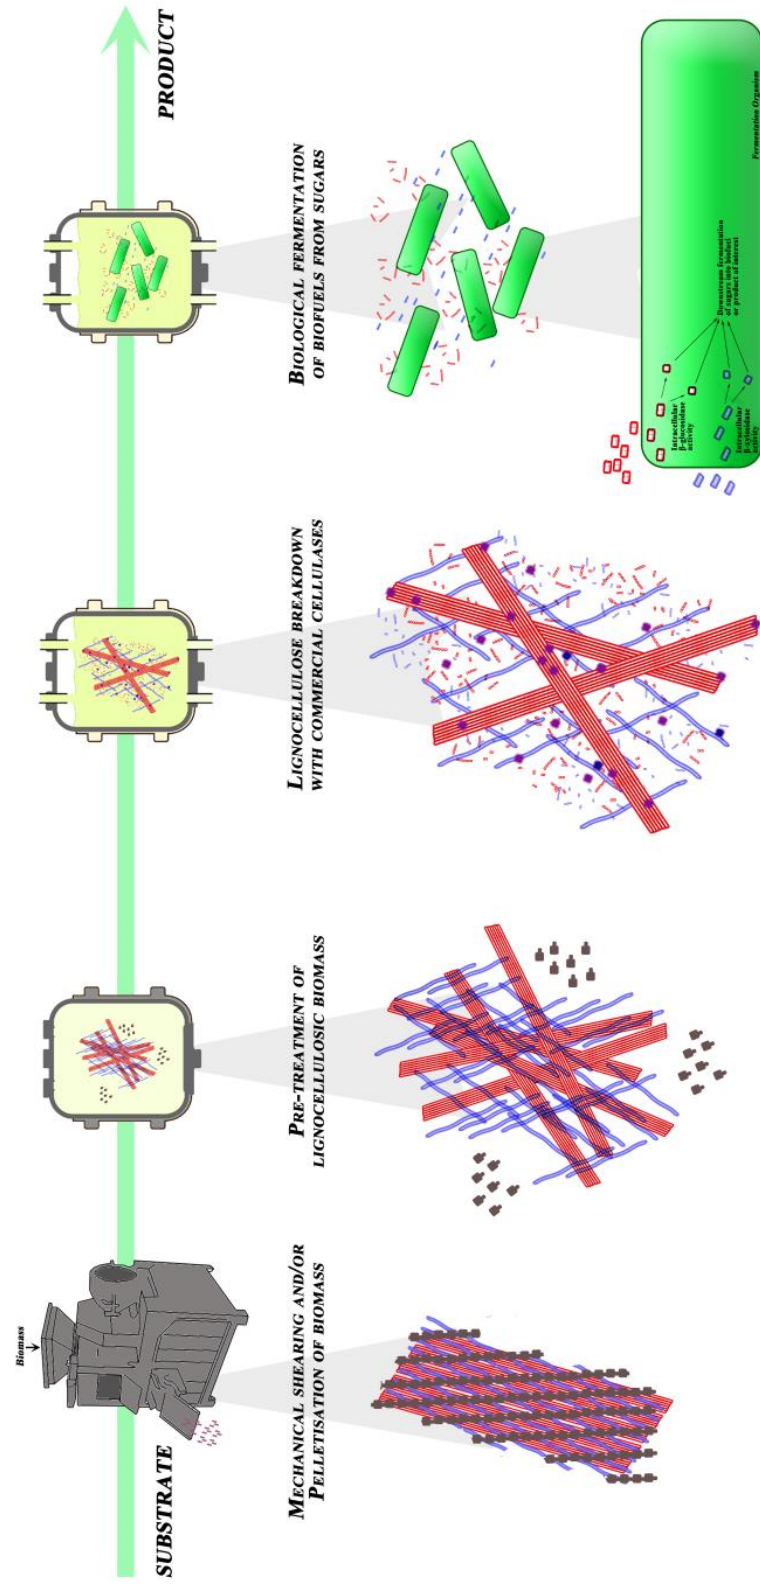 SUBSTRATE
PRODUCT
Biomass
MECHANICAL SHEARING AND/OR
PELLETISATION OF BIOMASS
PRE-TREATMENT OF
LIGNOCELLULOSIC BIOMASS
LIGNOCELLULOSE BREAKDOWN
WITH COMMERCIAL CELLULASES
BIOLOGICAL FERMENTATION
OF BIOFUELS FROM SUGARS
Intracellular
β-glucosidase
activity
Intracellular
β-xylosidase
activity
Downstream fermentation
of sugars into biofuel
or product of interest
Fermentation Organism